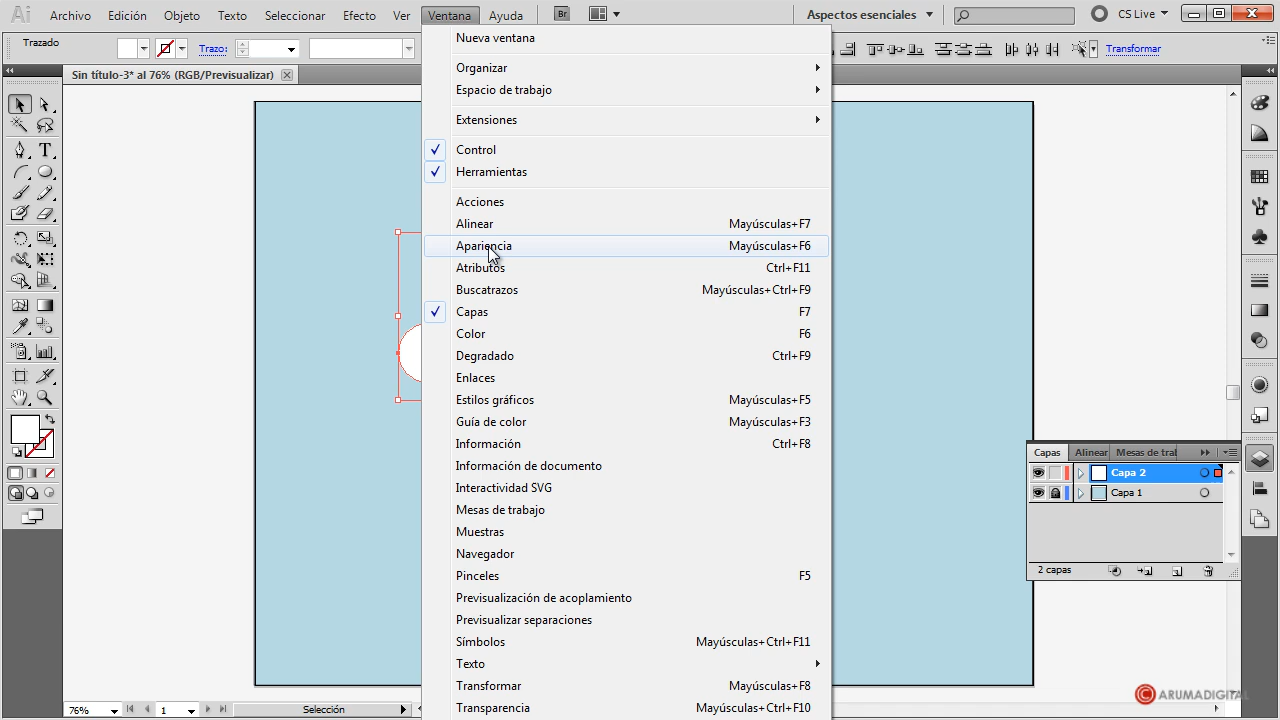 Ai Archivo Edición Objeto Texto Seleccionar Efecto Ver Ventana Ayuda Br Aspectos esenciales CS Live
Trazado Trazo: Transformar
Sin título-3* al 76% (RGB/Previsualizar)
Nueva ventana
Organizar
Espacio de trabajo
Extensiones
Control
Herramientas
Acciones
Alinear Mayúsculas+F7
Apariencia Mayúsculas+F6
Atributos Ctrl+F11
Buscatrazos Mayúsculas+Ctrl+F9
Capas F7
Color F6
Degradado Ctrl+F9
Enlaces
Estilos gráficos Mayúsculas+F5
Guía de color Mayúsculas+F3
Información Ctrl+F8
Información de documento
Interactividad SVG
Mesas de trabajo
Muestras
Navegador
Pinceles F5
Previsualización de acoplamiento
Previsualizar separaciones
Símbolos Mayúsculas+Ctrl+F11
Texto
Transformar Mayúsculas+F8
Transparencia Mayúsculas+Ctrl+F10
Capas Alinear Mesas de tral
Capa 2
Capa 1
2 capas
C ARUMADIGITAL
76% 1 Selección